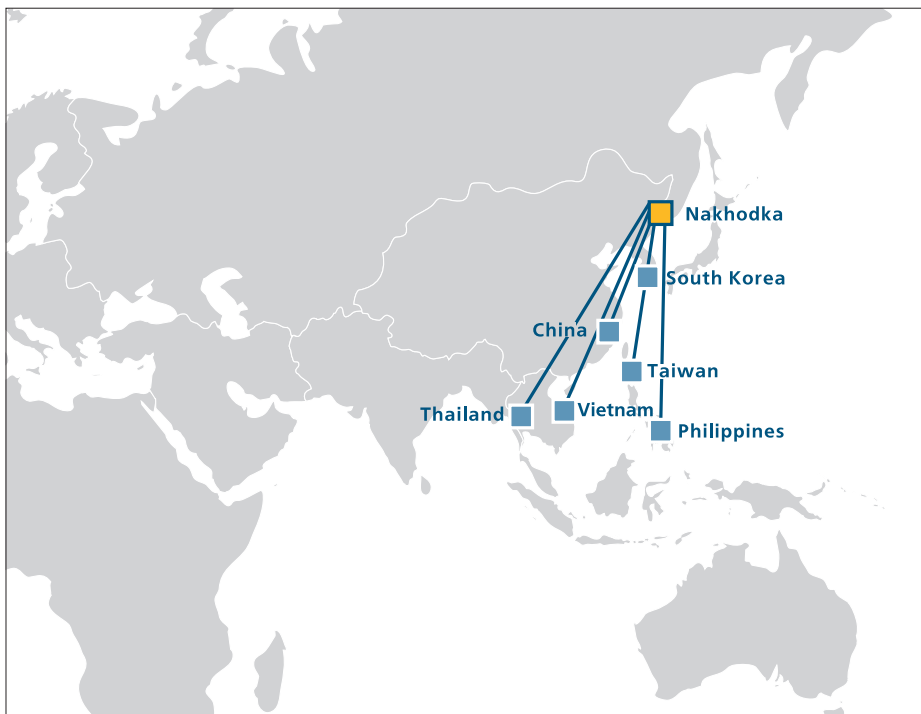 Nakhodka
South Korea
China
Taiwan
Thailand
Vietnam
Philippines